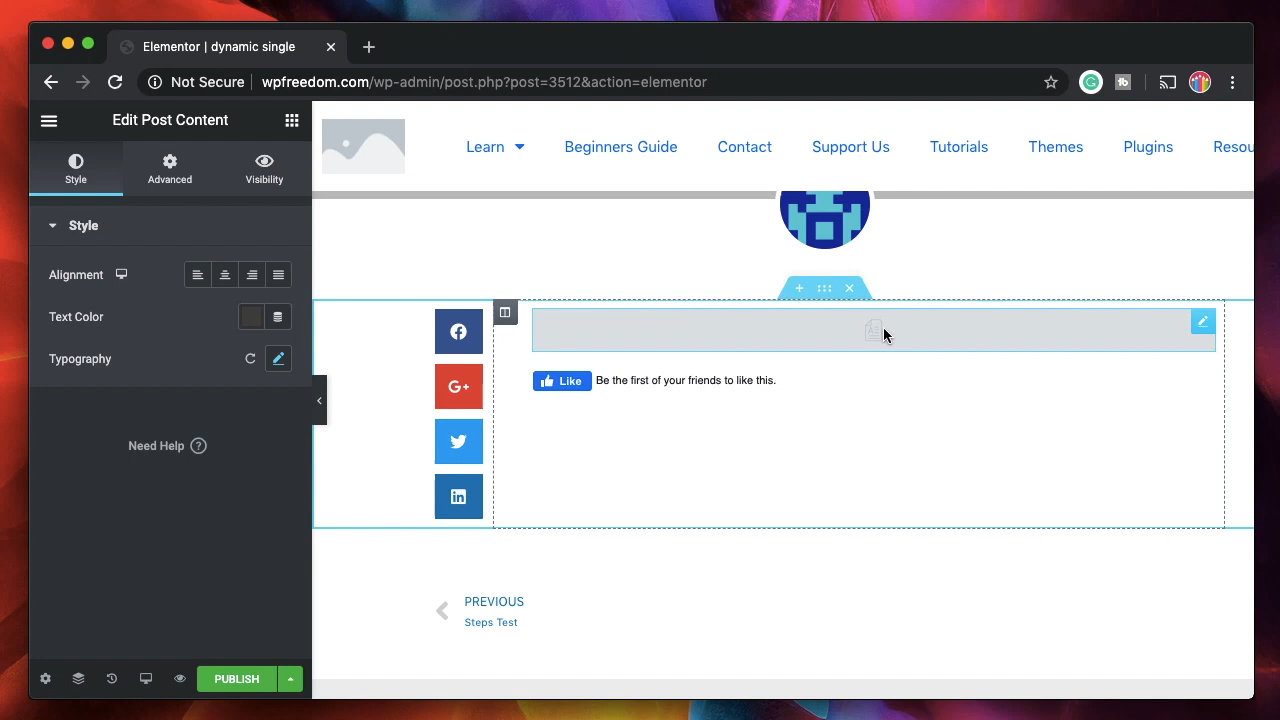 Elementor | dynamic single
Not Secure wpfreedom.com/wp-admin/post.php?post=3512&action=elementor
Edit Post Content
Style
Advanced
Visibility
Style
Alignment
Text Color
Typography
Need Help ?
PUBLISH
Learn
Beginners Guide
Contact
Support Us
Tutorials
Themes
Plugins
Resou
G+
in
Like
Be the first of your friends to like this.
PREVIOUS
Steps Test